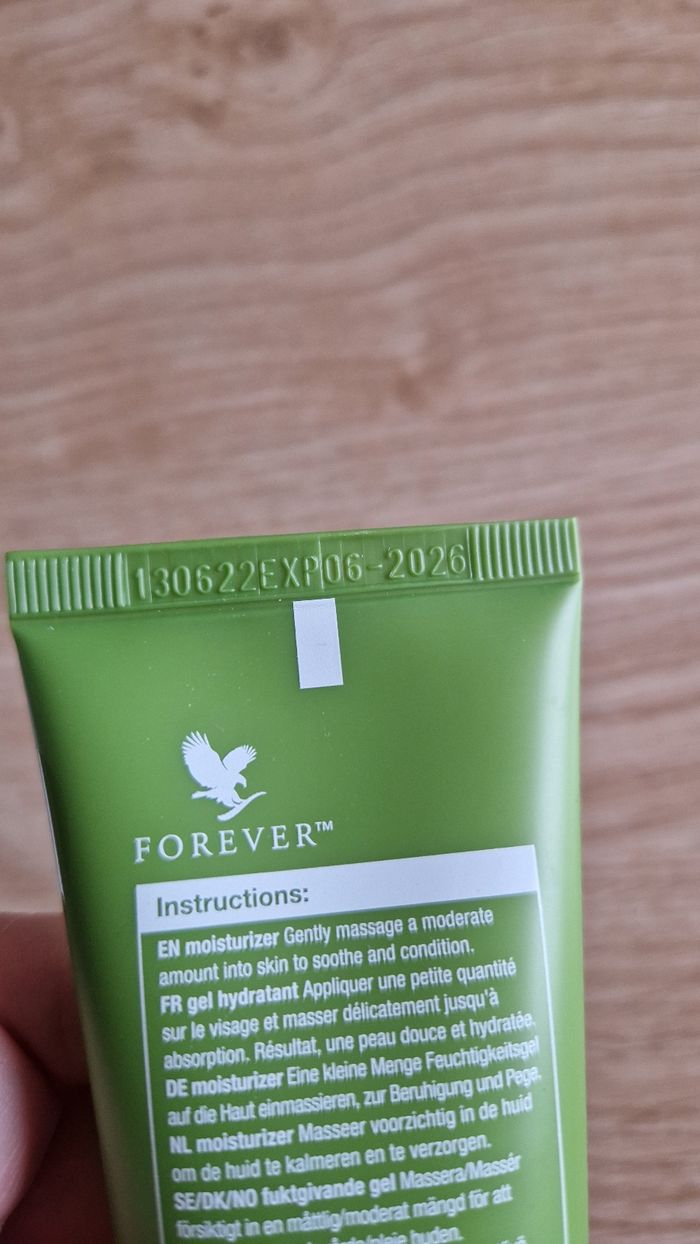 130622EXP06-2026
FOREVER™
Instructions:
EN moisturizer Gently massage a moderate
amount into skin to soothe and condition.
FR gel hydratant Appliquer une petite quantité
sur le visage et masser délicatement jusqu'à
absorption. Résultat, une peau douce et hydratée.
DE moisturizer Eine kleine Menge Feuchtigkeitsgel
auf die Haut einmassieren, zur Beruhigung und Pege.
NL moisturizer Masseer voorzichtig in de huid
om de huid te kalmeren en te verzorgen.
SE/DK/NO fuktgivande gel Massera/Massér
försiktigt in en måttlig/moderat mängd för att
huden.